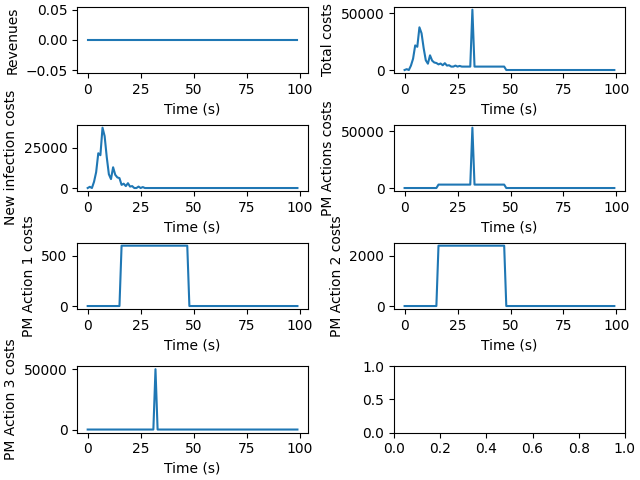 Revenues
0.05
0.00
−0.05
0 25 50 75 100
Time (s)
Total costs
50000
0
0 25 50 75 100
Time (s)
New infection costs
25000
0
0 25 50 75 100
Time (s)
PM Actions costs
50000
0
0 25 50 75 100
Time (s)
PM Action 1 costs
500
0
0 25 50 75 100
Time (s)
PM Action 2 costs
2000
0
0 25 50 75 100
Time (s)
PM Action 3 costs
50000
0
0 25 50 75 100
Time (s)
1.0
0.5
0.0
0.0 0.2 0.4 0.6 0.8 1.0